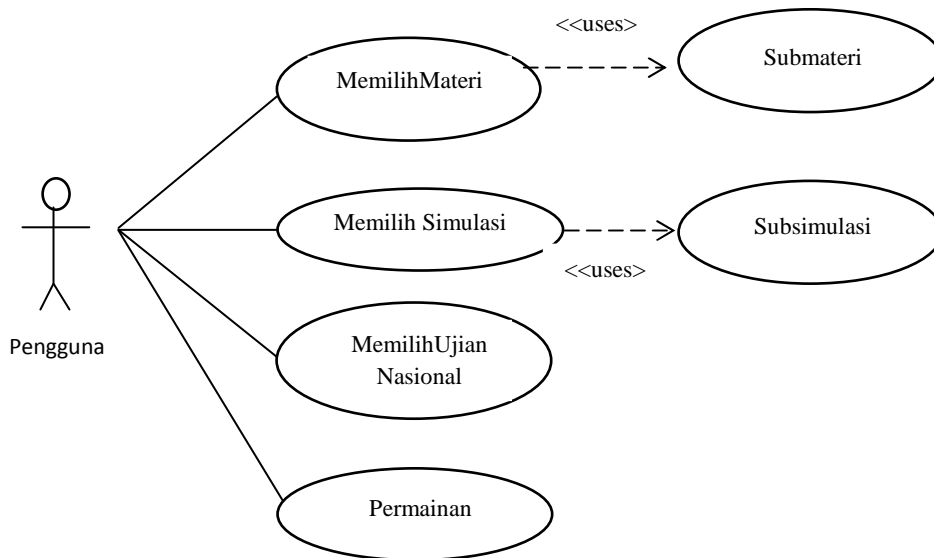 <<uses>
MemilihMateri
Submateri
Memilih Simulasi
Subsimulasi
<<uses>
Pengguna
MemilihUjian
Nasional
Permainan